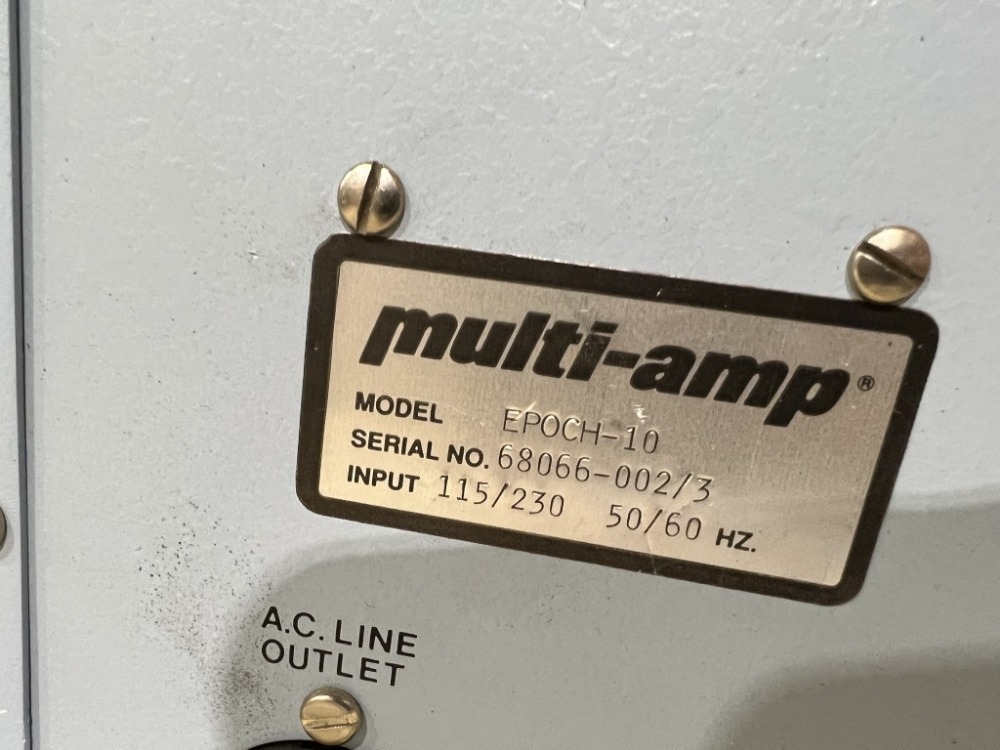 multi-amp®
MODEL EPOCH-10
SERIAL NO. 68066-002/3
INPUT 115/230 50/60 HZ.
A.C. LINE
OUTLET